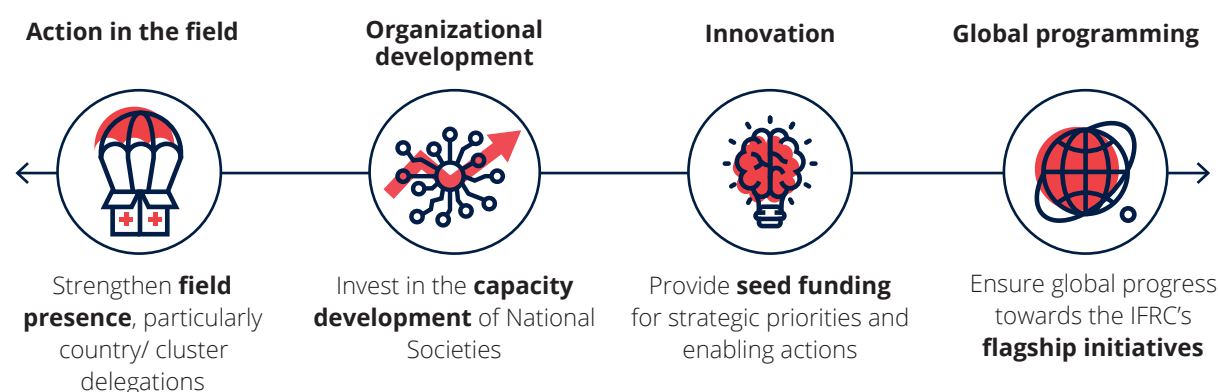 Action in the field
Strengthen field
presence, particularly
country/ cluster
delegations
Organizational
development
Invest in the capacity
development of National
Societies
Innovation
Provide seed funding
for strategic priorities and
enabling actions
Global programming
Ensure global progress
towards the IFRC’s
flagship initiatives